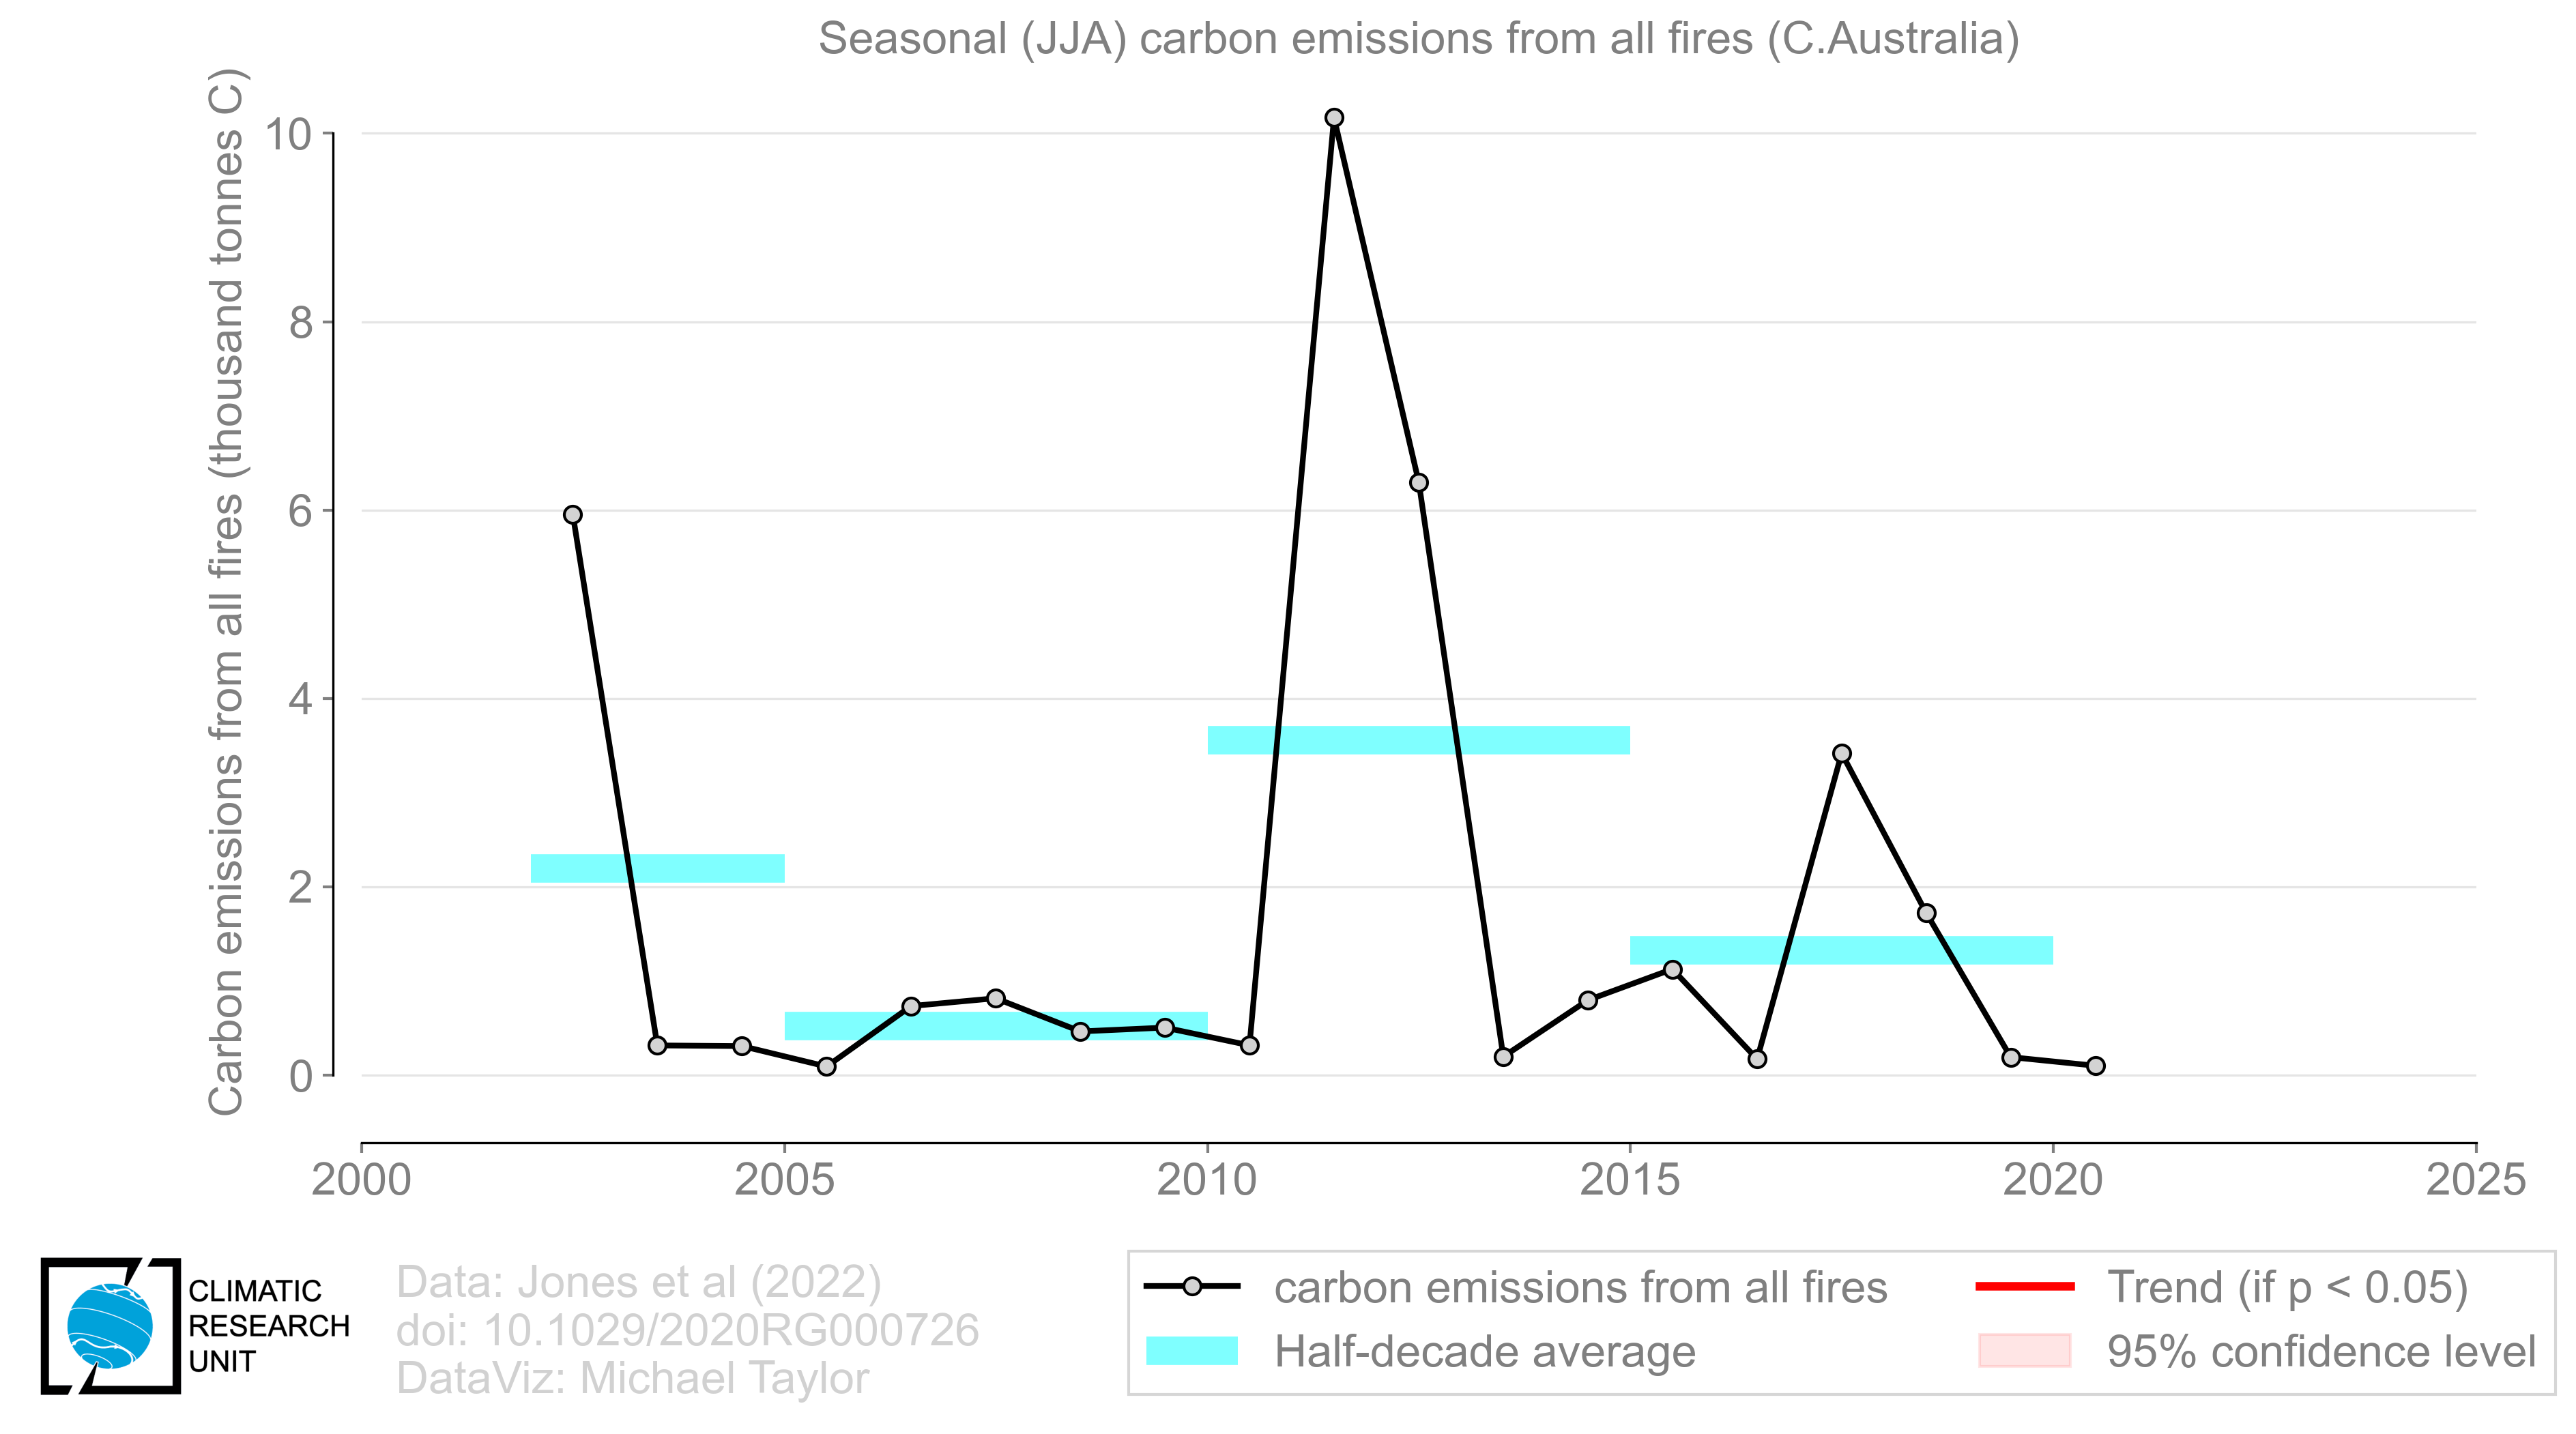 Seasonal (JJA) carbon emissions from all fires (C.Australia)
Carbon emissions from all fires (thousand tonnes C)
10
8
6
4
2
0
2000
2005
2010
2015
2020
2025
CLIMATIC
RESEARCH
UNIT
Data: Jones et al (2022)
doi: 10.1029/2020RG000726
DataViz: Michael Taylor
carbon emissions from all fires
Half-decade average
Trend (if p < 0.05)
95% confidence level